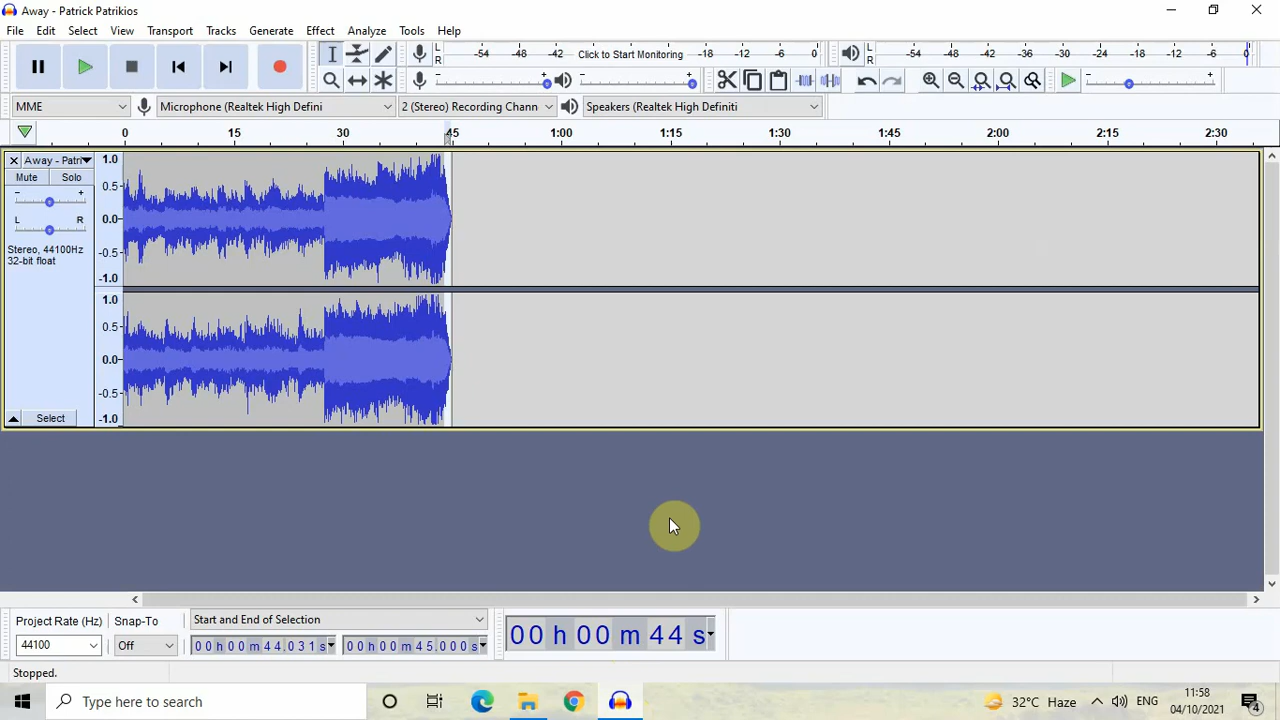 Away - Patrick Patrikios
File Edit Select View Transport Tracks Generate Effect Analyze Tools Help
L R -54 -48 -42 Click to Start Monitoring -18 -12 -6 0
L R -54 -48 -42 -36 -30 -24 -18 -12 -6 0
MME Microphone (Realtek High Defini 2 (Stereo) Recording Chann Speakers (Realtek High Definiti
0 15 30 45 1:00 1:15 1:30 1:45 2:00 2:15 2:30
Away - Patri
Mute Solo
- +
L R
Stereo, 44100Hz
32-bit float
Select
1.0
0.5
0.0
-0.5
-1.0
1.0
0.5
0.0
-0.5
-1.0
Project Rate (Hz) Snap-To Start and End of Selection
44100 Off 00h00m44.031s 00h00m45.000s
00h00m44s
Stopped.
Type here to search
32°C Haze ENG
11:58
04/10/2021
4